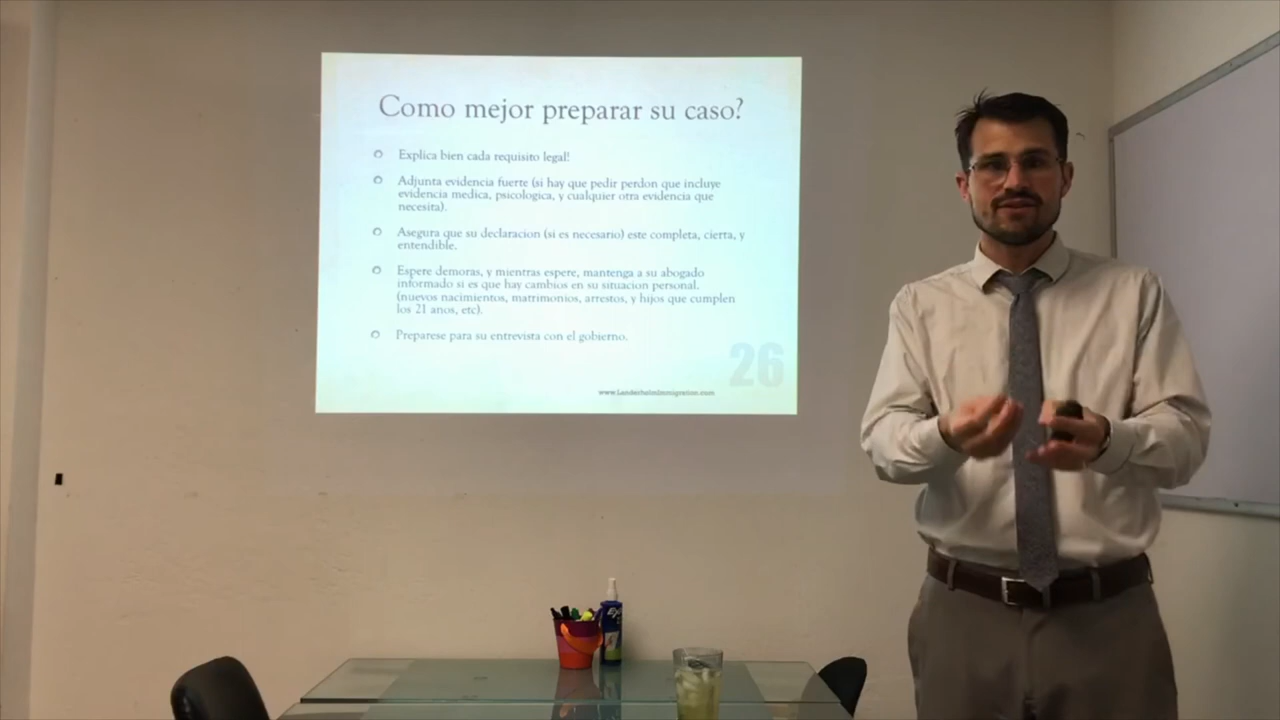 Como mejor preparar su caso?
Explica bien cada requisito legal!
Adjunta evidencia fuerte (si hay que pedir perdon que incluye
evidencia medica, psicologica, y cualquier otra evidencia que
necesita).
Asegura que su declaracion (si es necesario) este completa, cierta, y
entendible.
Espere demoras, y mientras espere, mantenga a su abogado
informado si es que hay cambios en su situacion personal.
(nuevos nacimientos, matrimonios, arrestos, y hijos que cumplen
los 21 anos, etc).
Preparese para su entrevista con el gobierno.
26
www.LanderholmImmigration.com